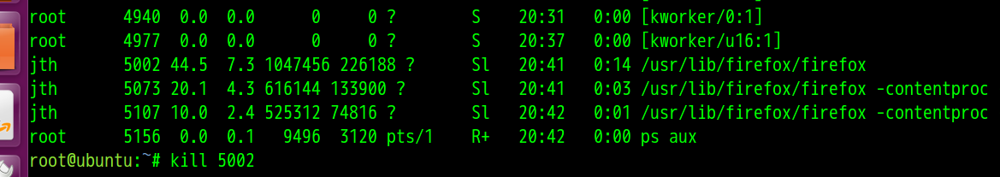 root      4940  0.0  0.0      0     0 ?        S    20:31   0:00 [kworker/0:1]
root      4977  0.0  0.0      0     0 ?        S    20:37   0:00 [kworker/u16:1]
jth       5002 44.5  7.3 1047456 226188 ?      Sl   20:41   0:14 /usr/lib/firefox/firefox
jth       5073 20.1  4.3 616144 133900 ?       Sl   20:41   0:03 /usr/lib/firefox/firefox -contentproc
jth       5107 10.0  2.4 525312 74816 ?        Sl   20:42   0:01 /usr/lib/firefox/firefox -contentproc
root      5156  0.0  0.1   9496  3120 pts/1    R+   20:42   0:00 ps aux
root@ubuntu:~# kill 5002